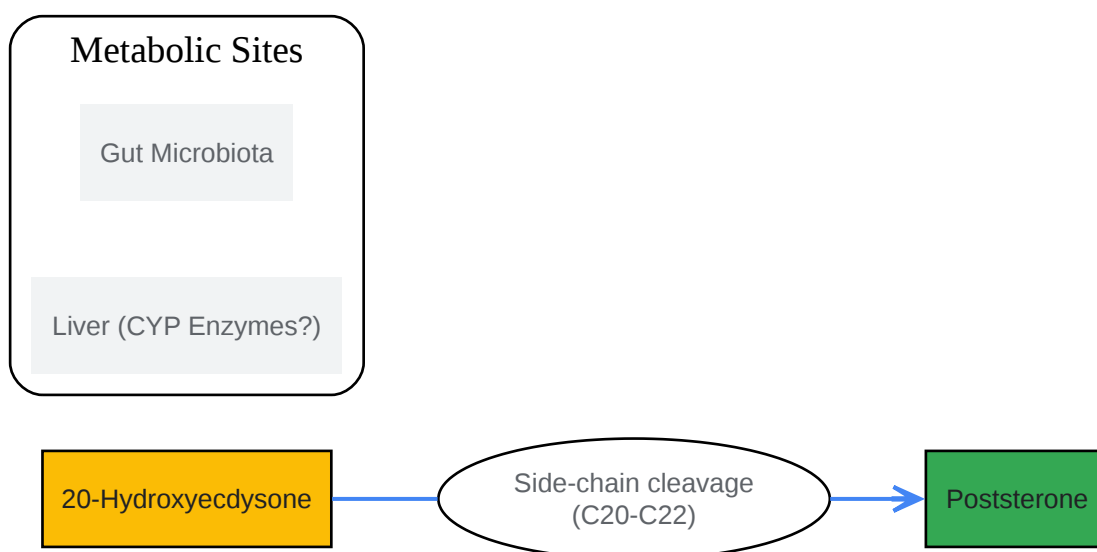 Metabolic Sites
Gut Microbiota
Liver (CYP Enzymes?)
20-Hydroxyecdysone
Side-chain cleavage
(C20-C22)
Poststerone